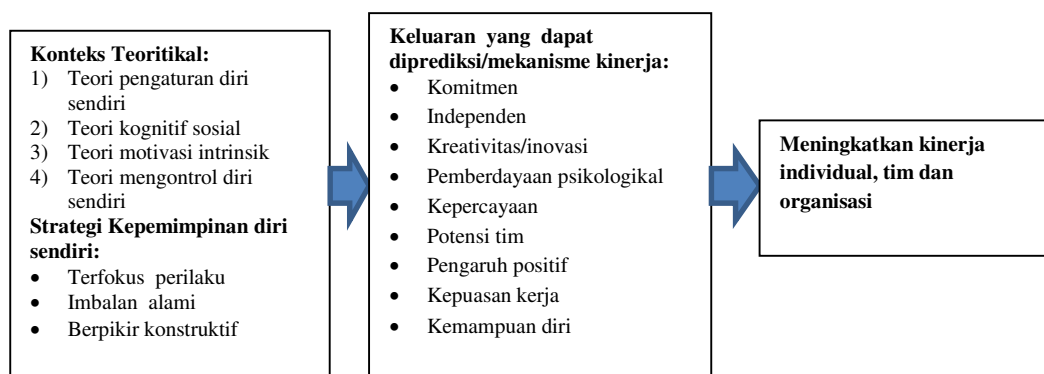 Konteks Teoritikal:
1) Teori pengaturan diri
sendiri
2) Teori kognitif sosial
3) Teori motivasi intrinsik
4) Teori mengontrol diri
sendiri
Strategi Kepemimpinan diri
sendiri:
• Terfokus perilaku
• Imbalan alami
• Berpikir konstruktif
Keluaran yang dapat
diprediksi/mekanisme kinerja:
• Komitmen
• Independen
• Kreativitas/inovasi
• Pemberdayaan psikologikal
• Kepercayaan
• Potensi tim
• Pengaruh positif
• Kepuasan kerja
• Kemampuan diri
Meningkatkan kinerja
individual, tim dan
organisasi